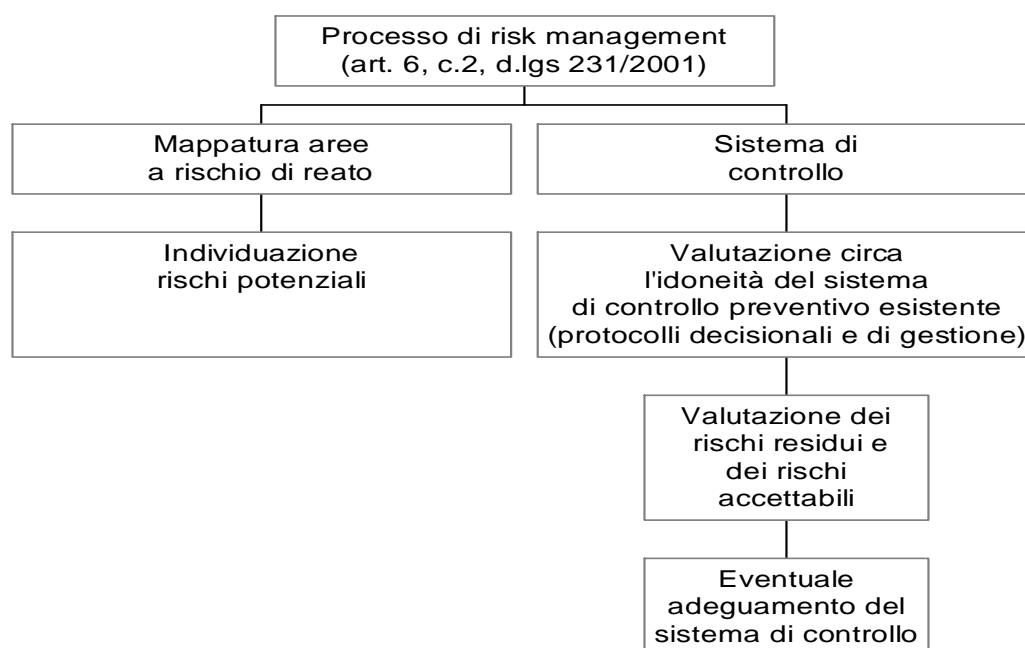 Processo di risk management
(art. 6, c.2, d.lgs 231/2001)
Mappatura aree
a rischio di reato
Sistema di
controllo
Individuazione
rischi potenziali
Valutazione circa
l'idoneità del sistema
di controllo preventivo esistente
(protocolli decisionali e di gestione)
Valutazione dei
rischi residui e
dei rischi
accettabili
Eventuale
adeguamento del
sistema di controllo